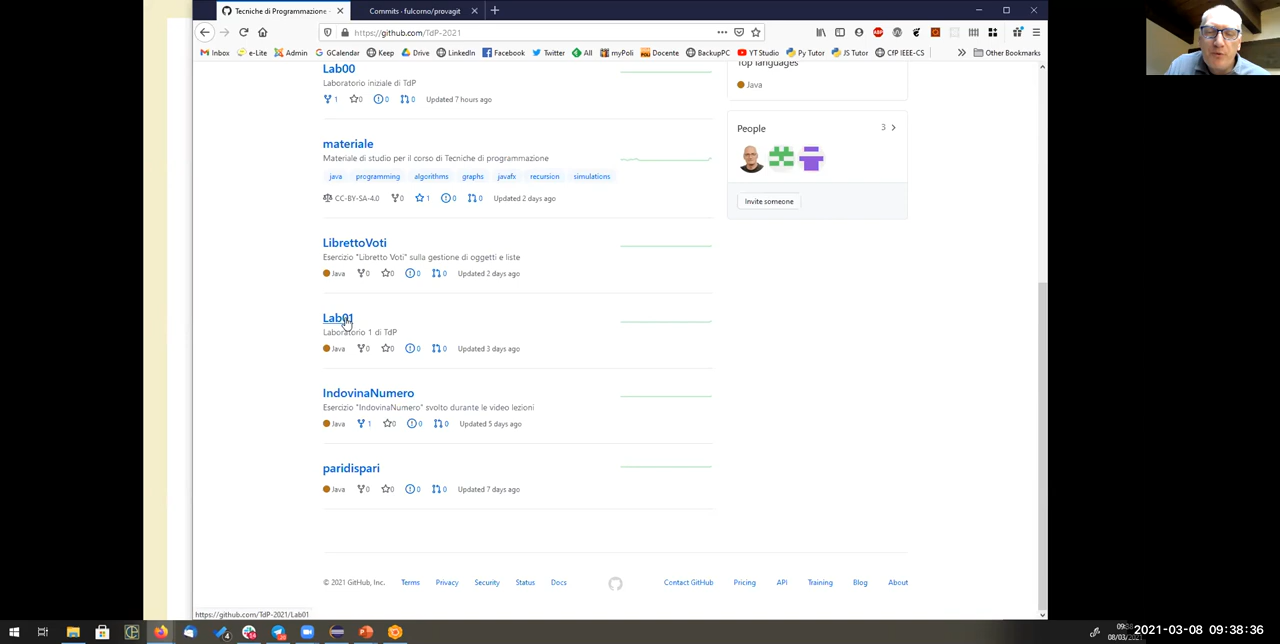 Tecniche di Programmazione -
Commits · fulcorno/provagit
https://github.com/TdP-2021
Inbox
e-Lite
Admin
GCalendar
Keep
Drive
LinkedIn
Facebook
Twitter
All
myPoli
Docente
BackupPC
YT Studio
Py Tutor
JS Tutor
CfP IEEE-CS
Other Bookmarks
Lab00
Laboratorio iniziale di TdP
1 0 0 0 Updated 7 hours ago
materiale
Materiale di studio per il corso di Tecniche di programmazione
java programming algorithms graphs javafx recursion simulations
CC-BY-SA-4.0 0 1 0 0 Updated 2 days ago
LibrettoVoti
Esercizio "Libretto Voti" sulla gestione di oggetti e liste
Java 0 0 0 0 Updated 2 days ago
Lab01
Laboratorio 1 di TdP
Java 0 0 0 0 Updated 3 days ago
IndovinaNumero
Esercizio "IndovinaNumero" svolto durante le video lezioni
Java 1 0 0 0 Updated 5 days ago
paridispari
Java 0 0 0 0 Updated 7 days ago
Top languages
Java
People 3
Invite someone
© 2021 GitHub, Inc. Terms Privacy Security Status Docs Contact GitHub Pricing API Training Blog About
https://github.com/TdP-2021/Lab01
2021-03-08 09:38:36